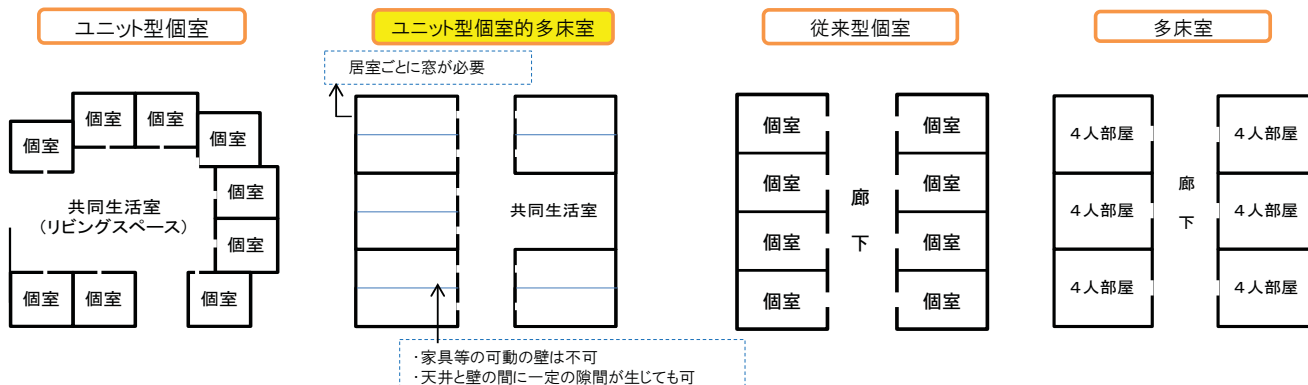 ユニット型個室
ユニット型個室的多床室
従来型個室
多床室
居室ごとに窓が必要
個室
個室
個室
個室
個室
個室
個室
個室
個室
共同生活室
(リビングスペース)
共同生活室
・家具等の可動の壁は不可
・天井と壁の間に一定の隙間が生じても可
個室
個室
個室
個室
廊
下
個室
個室
個室
個室
4人部屋
4人部屋
4人部屋
廊
下
4人部屋
4人部屋
4人部屋